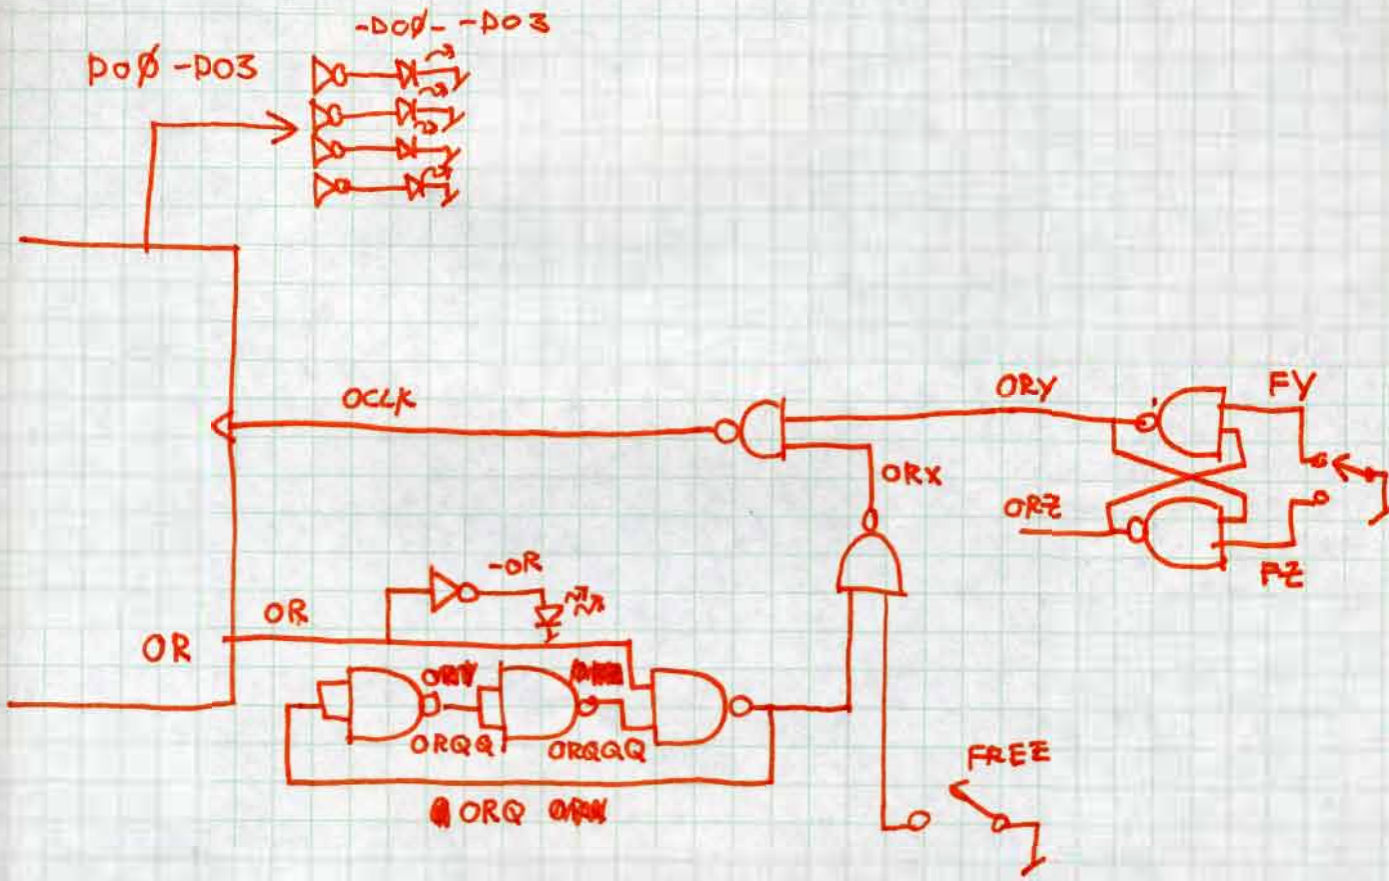 -DOØ- -DO3
DOØ -DO3
OCLK
ORY
FY
ORX
ORZ
FZ
-OR
OR
OR
ORQQ
ORQQQ
FREE
ORQ